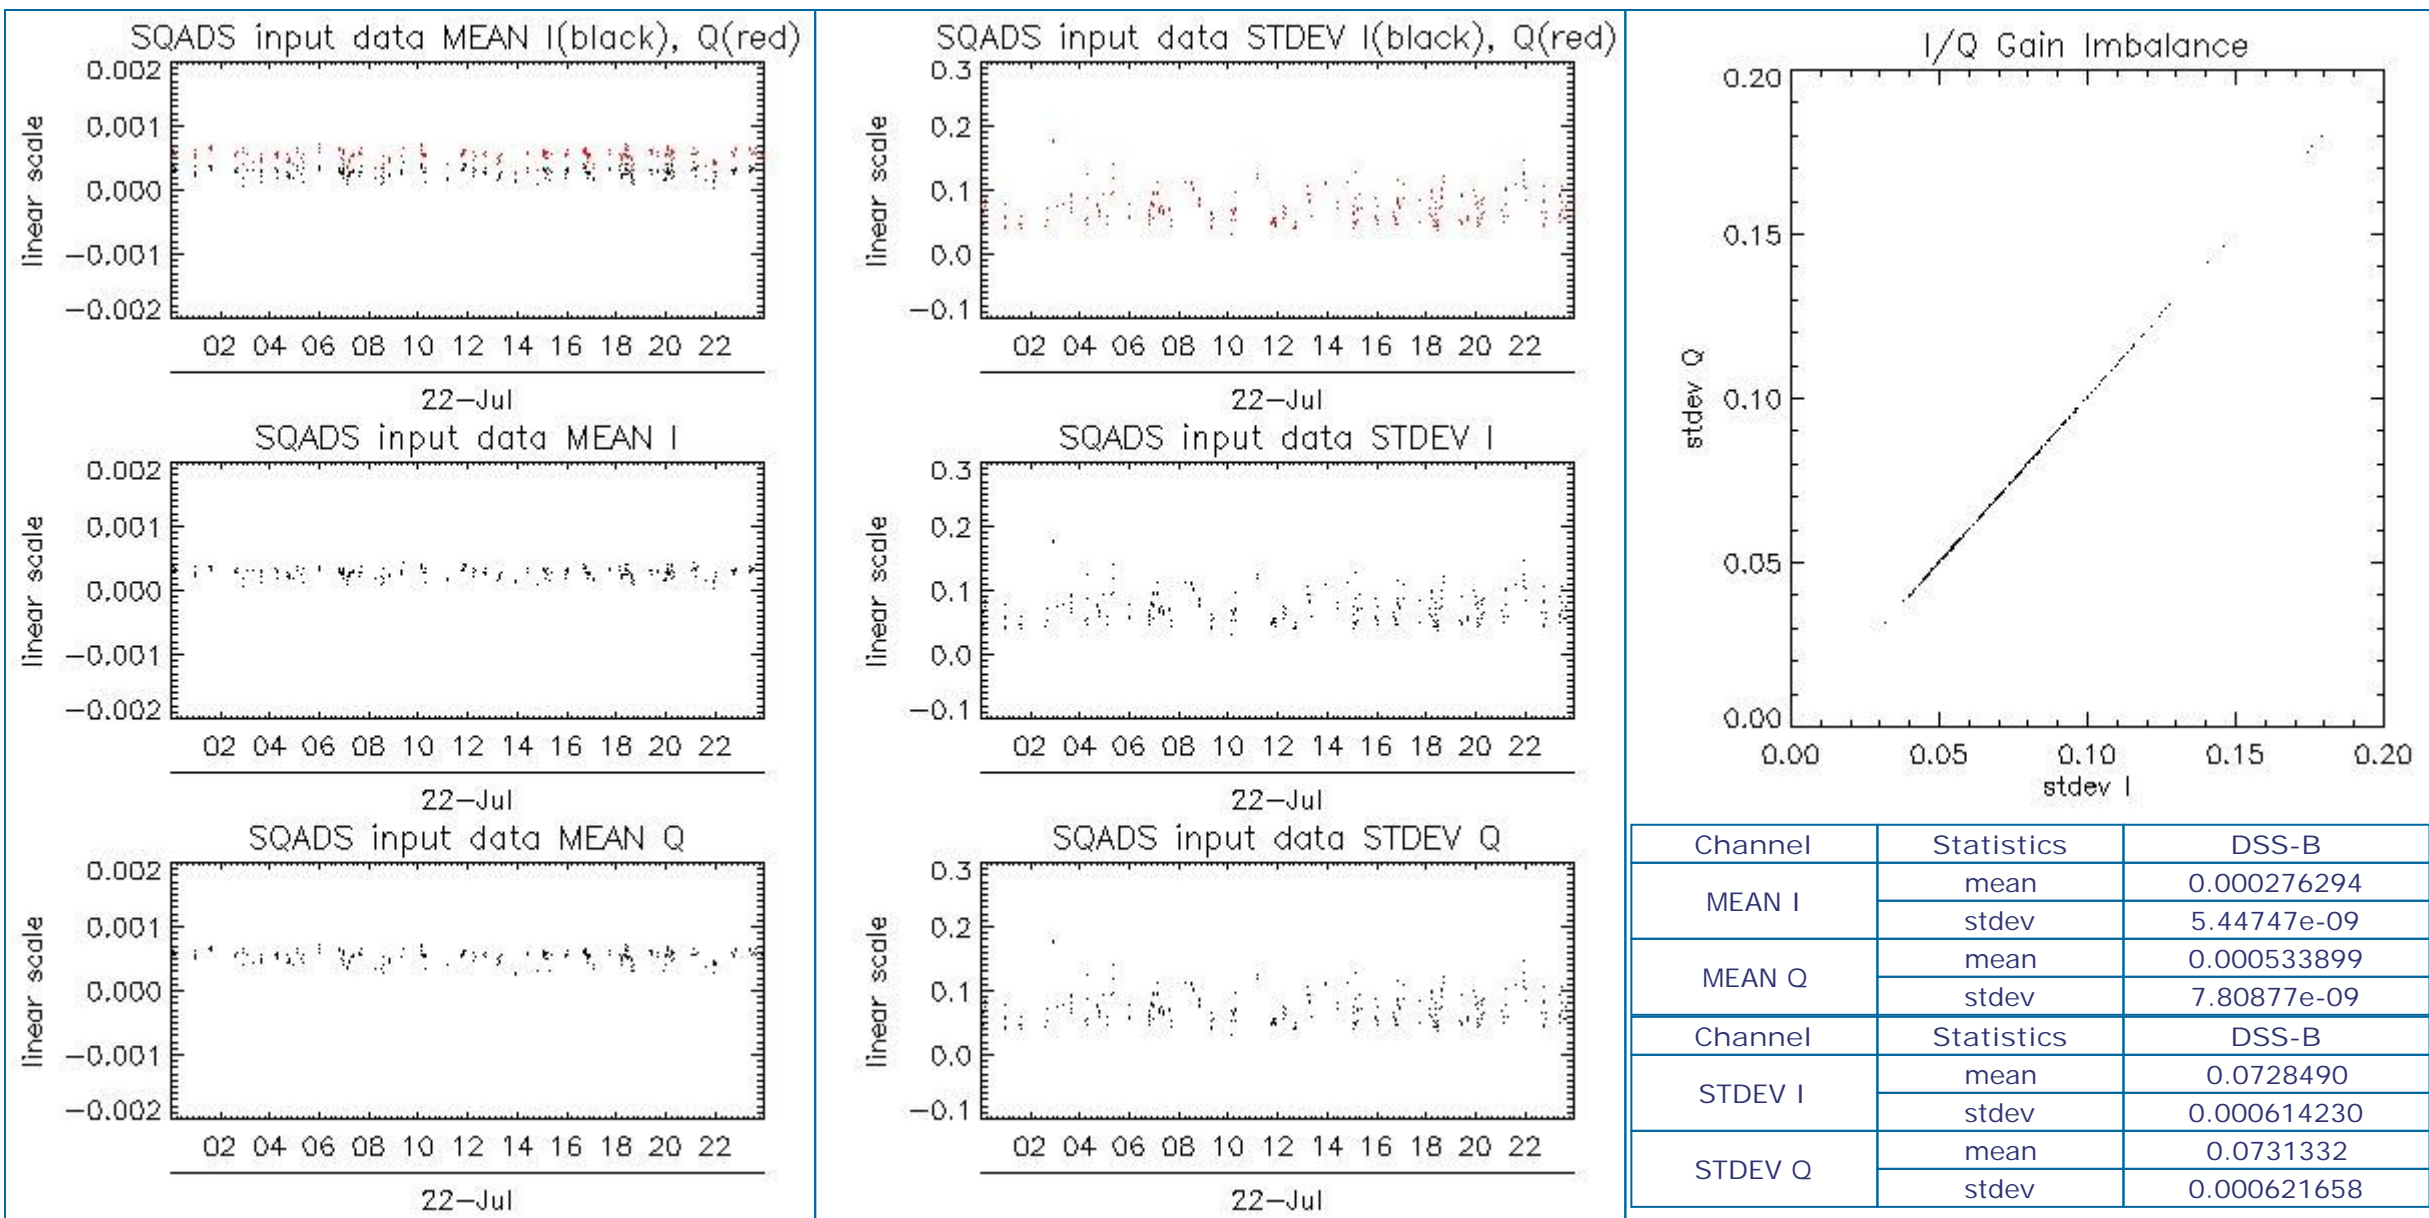 SQADS input data MEAN I(black), Q(red)
0.002
0.001
0.000
−0.001
−0.002
linear scale
02 04 06 08 10 12 14 16 18 20 22
22−Jul
SQADS input data MEAN I
0.002
0.001
0.000
−0.001
−0.002
linear scale
02 04 06 08 10 12 14 16 18 20 22
22−Jul
SQADS input data MEAN Q
0.002
0.001
0.000
−0.001
−0.002
linear scale
02 04 06 08 10 12 14 16 18 20 22
22−Jul
SQADS input data STDEV I(black), Q(red)
0.3
0.2
0.1
0.0
−0.1
linear scale
02 04 06 08 10 12 14 16 18 20 22
22−Jul
SQADS input data STDEV I
0.3
0.2
0.1
0.0
−0.1
linear scale
02 04 06 08 10 12 14 16 18 20 22
22−Jul
SQADS input data STDEV Q
0.3
0.2
0.1
0.0
−0.1
linear scale
02 04 06 08 10 12 14 16 18 20 22
22−Jul
I/Q Gain Imbalance
0.20
0.15
0.10
0.05
0.00
stdev Q
0.00 0.05 0.10 0.15 0.20
stdev I
Channel Statistics DSS-B
MEAN I mean 0.000276294
stdev 5.44747e-09
MEAN Q mean 0.000533899
stdev 7.80877e-09
Channel Statistics DSS-B
STDEV I mean 0.0728490
stdev 0.000614230
STDEV Q mean 0.0731332
stdev 0.000621658